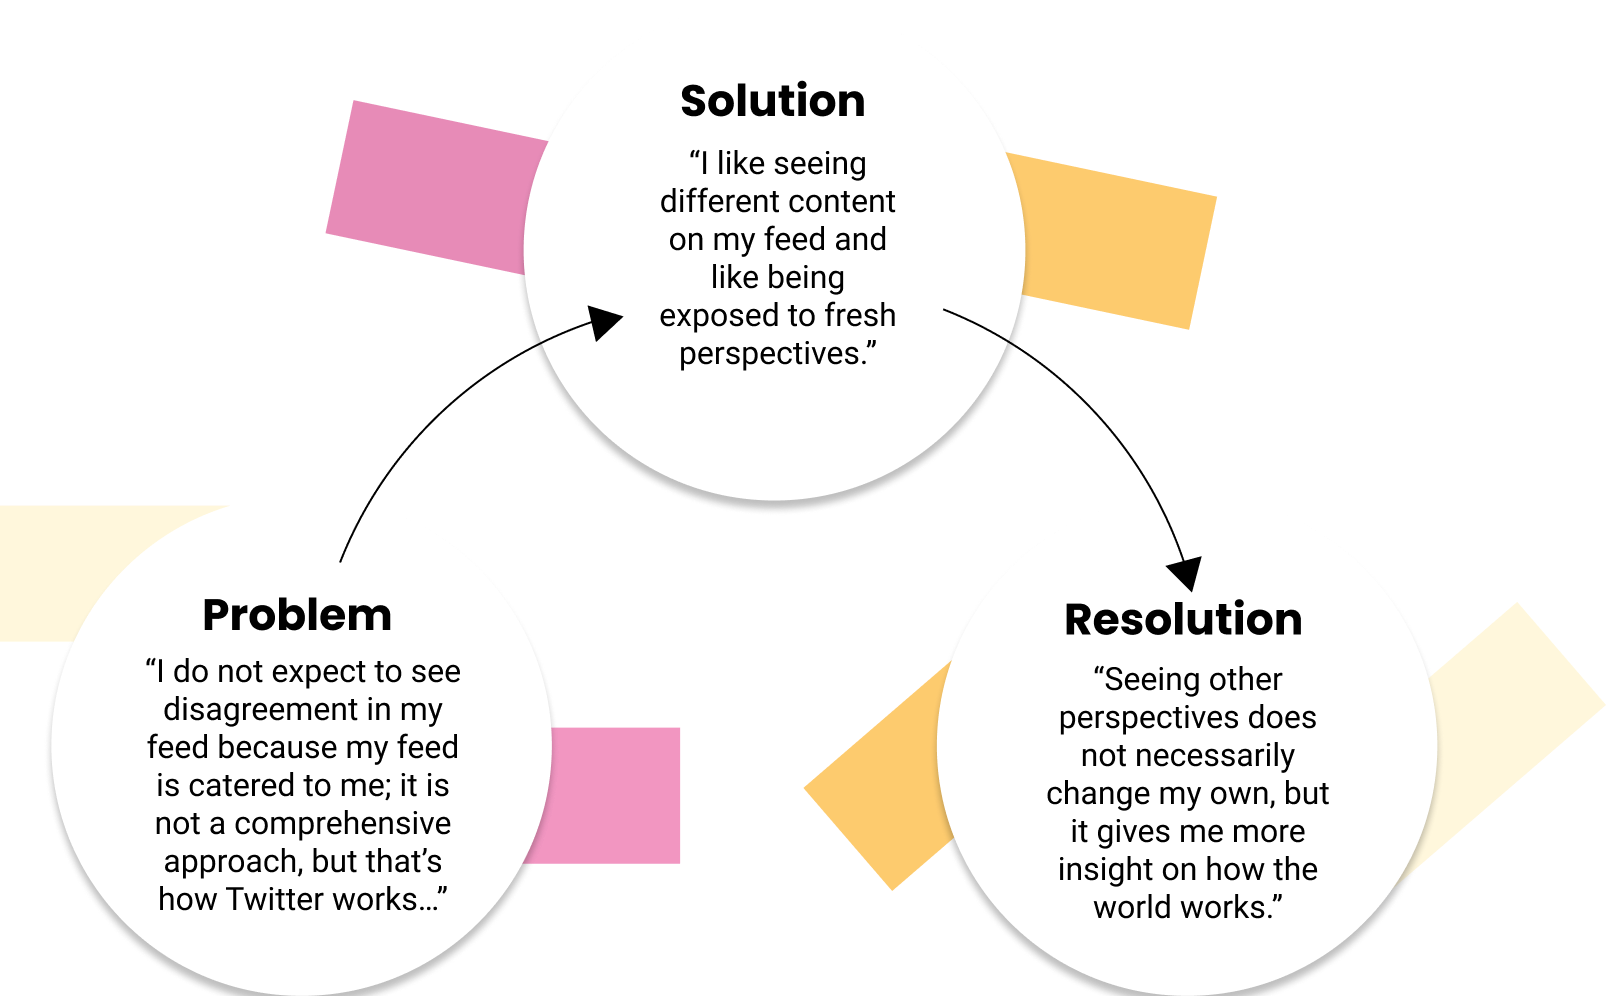 Solution
“I like seeing
different content
on my feed and
like being
exposed to fresh
perspectives.”
Problem
“I do not expect to see
disagreement in my
feed because my feed
is catered to me; it is
not a comprehensive
approach, but that’s
how Twitter works...”
Resolution
“Seeing other
perspectives does
not necessarily
change my own, but
it gives me more
insight on how the
world works.”